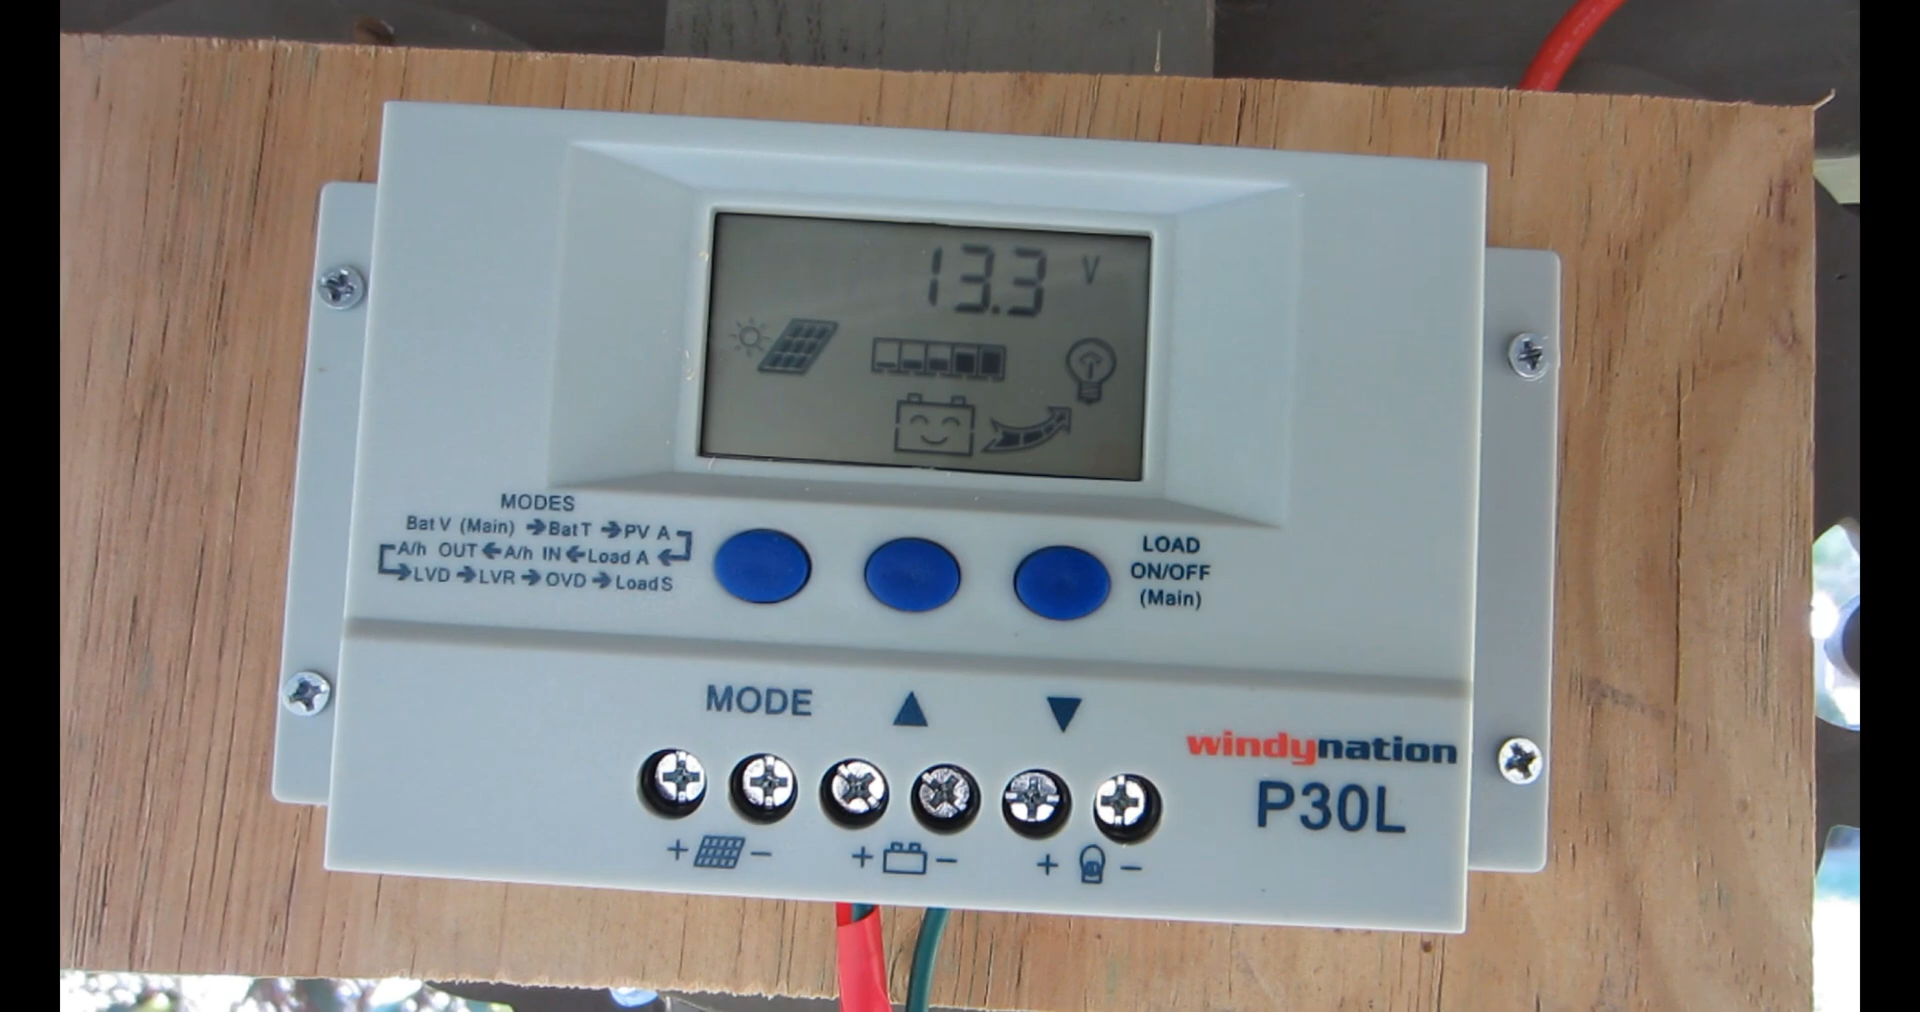 13.3 V
MODES
Bat V (Main) ➔ Bat T ➔ PV A
A/h OUT ← A/h IN ← Load A
LVD ➔ LVR ➔ OVD ➔ Load S
LOAD
ON/OFF
(Main)
MODE ▲ ▼
windynation
P30L
+ − + − + −